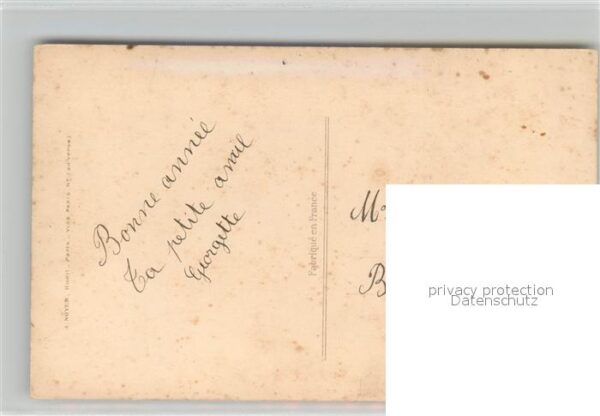 Bonne année
Ta petite amie
Georgette
Fabriqué en France
privacy protection
Datenschutz